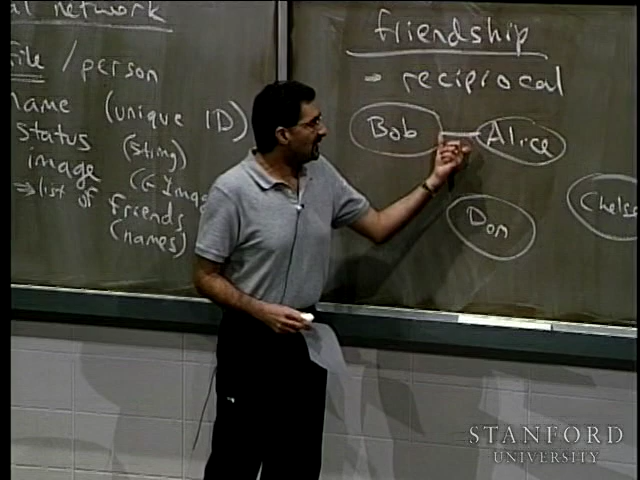 al network
file / person
name (unique ID)
status (string)
image (GImage
⇒ list of friends
(names)
friendship
→ reciprocal
Bob
Alice
Don
Chels
STANFORD
UNIVERSITY